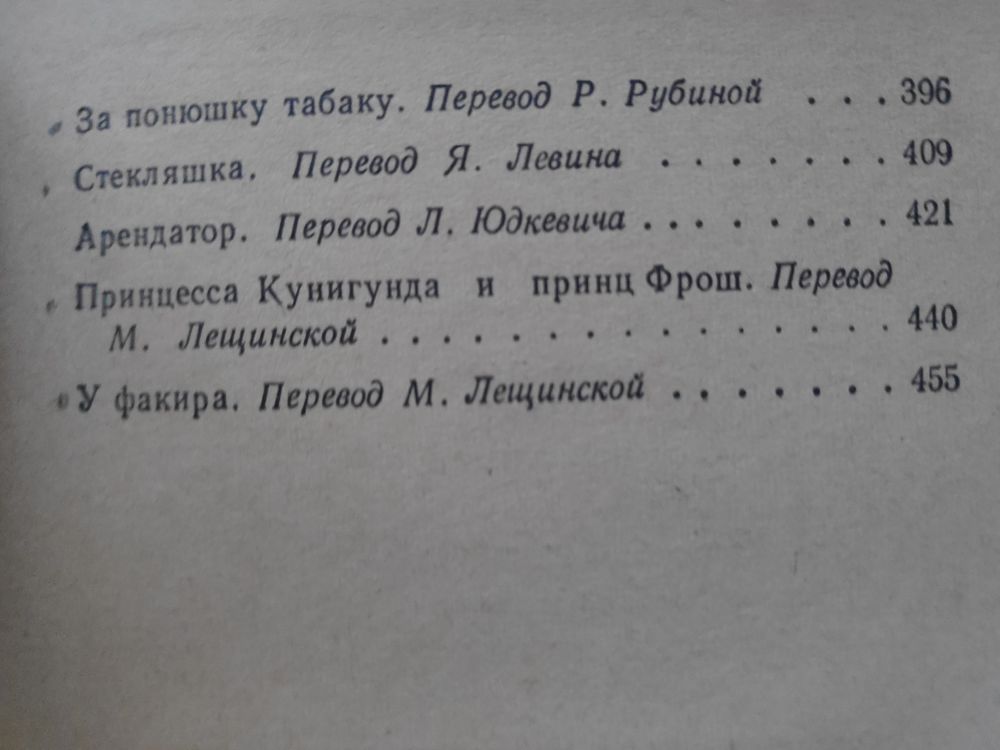 За понюшку табаку. Перевод Р. Рубиной . . . 396
Стекляшка. Перевод Я. Левина . . . . . . . 409
Арендатор. Перевод Л. Юдкевича . . . . . . . . 421
Принцесса Кунигунда и принц Фрош. Перевод
М. Лещинской . . . . . . . . . . . . . . . . 440
У факира. Перевод М. Лещинской . . . . . . . 455